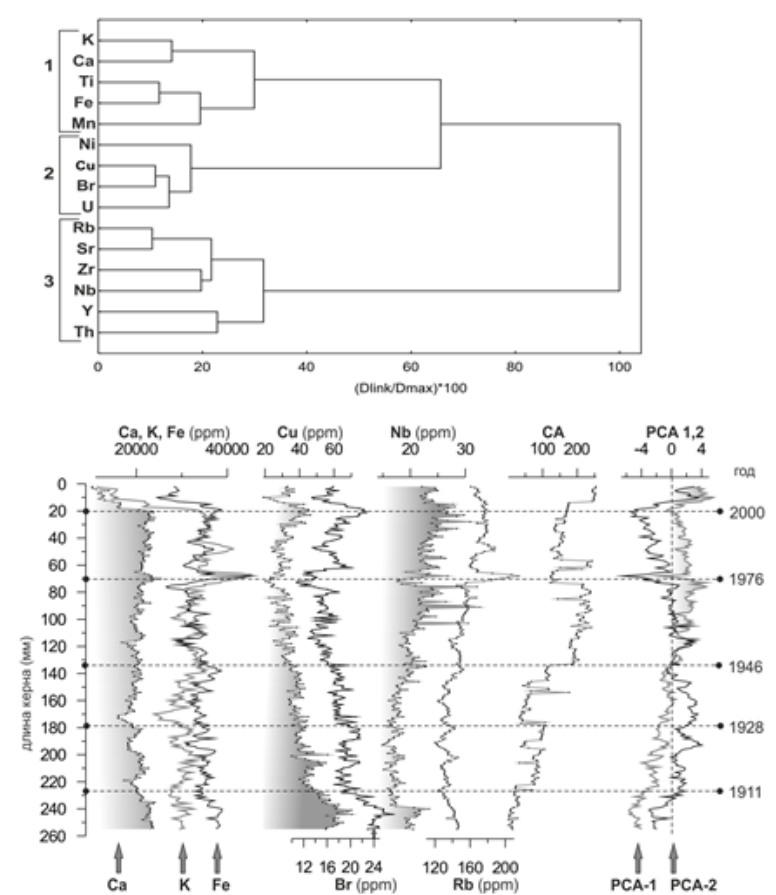 K
Ca
1
Ti
Fe
Mn
Ni
Cu
2
Br
U
Rb
Sr
Zr
3
Nb
Y
Th
0 20 40 60 80 100
(Dlink/Dmax)*100
Ca, K, Fe (ppm) Cu (ppm) Nb (ppm) CA PCA 1,2
20000 40000 20 40 60 20 30 100 200 -4 0 4
год
0
20 2000
40
60
80 1976
100
120
140 1946
160
180 1928
200
220
240 1911
260
длина керна (мм)
12 16 20 24 120 160 200
Ca K Fe Br (ppm) Rb (ppm) PCA-1 PCA-2